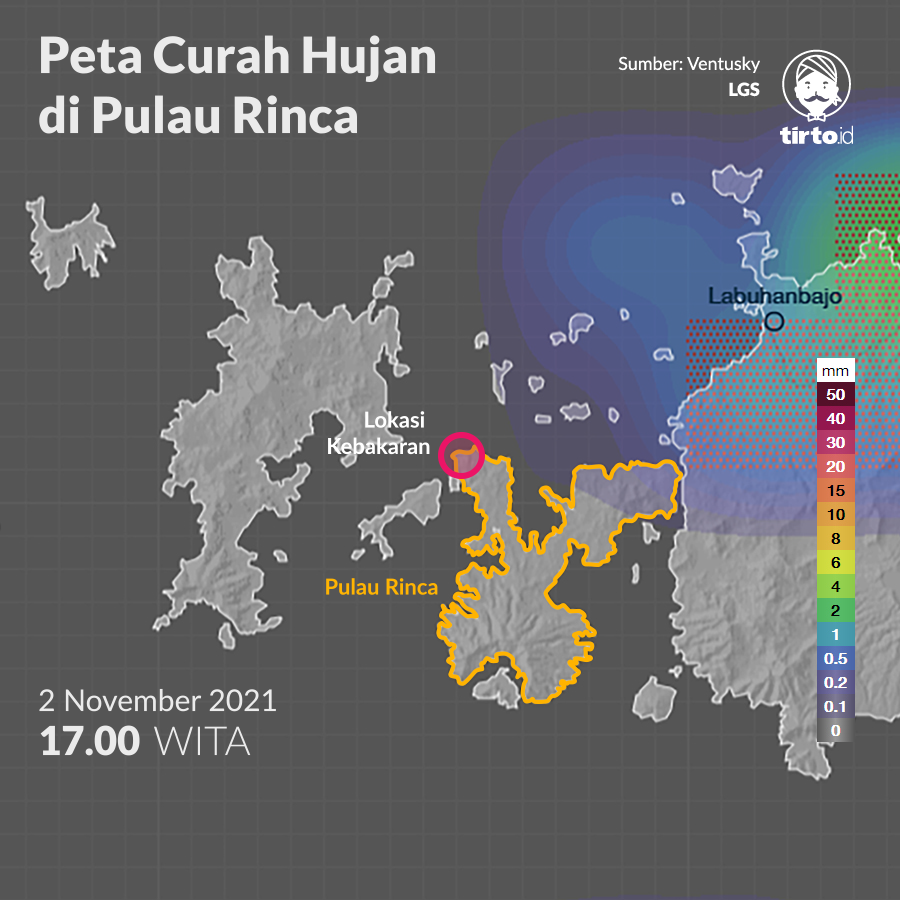 Peta Curah Hujan
di Pulau Rinca
Sumber: Ventusky
LGS
tirto.id
Labuhanbajo
Lokasi
Kebakaran
Pulau Rinca
2 November 2021
17.00 WITA
mm
50
40
30
20
15
10
8
6
4
2
1
0.5
0.2
0.1
0